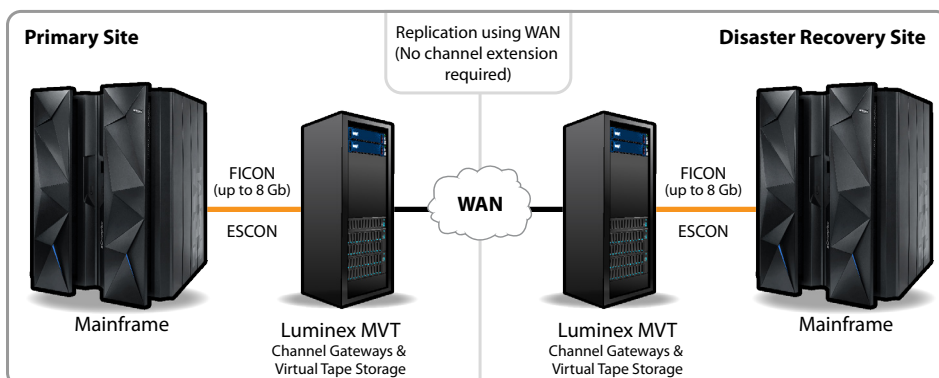 Primary Site
Replication using WAN
(No channel extension
required)
Disaster Recovery Site
FICON
(up to 8 Gb)
ESCON
WAN
FICON
(up to 8 Gb)
ESCON
Mainframe
Luminex MVT
Channel Gateways &
Virtual Tape Storage
Luminex MVT
Channel Gateways &
Virtual Tape Storage
Mainframe